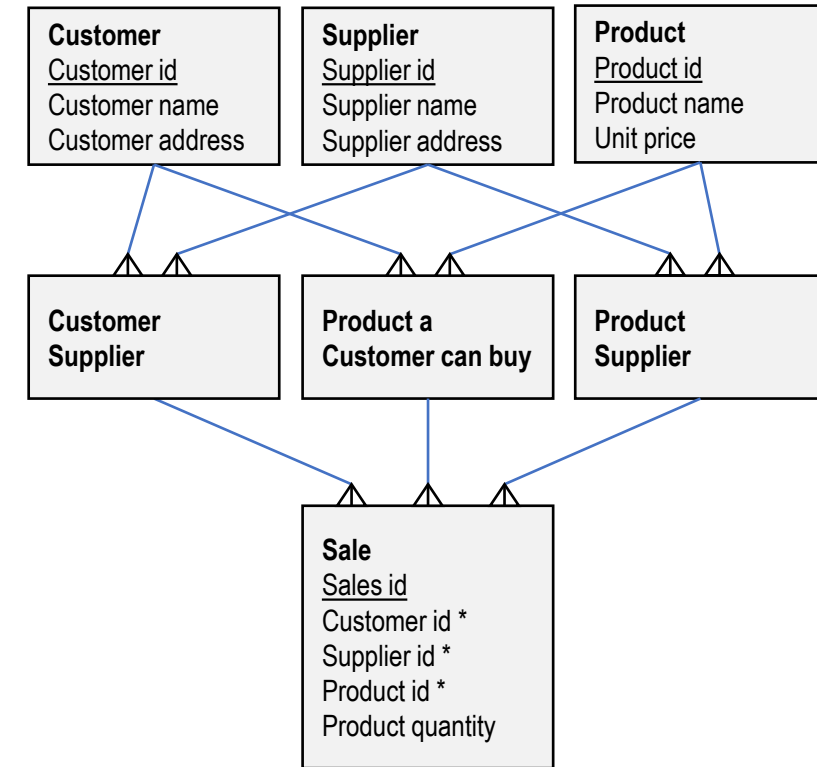 Customer
Customer id
Customer name
Customer address
Supplier
Supplier id
Supplier name
Supplier address
Product
Product id
Product name
Unit price
Customer
Supplier
Product a
Customer can buy
Product
Supplier
Sale
Sales id
Customer id *
Supplier id *
Product id *
Product quantity